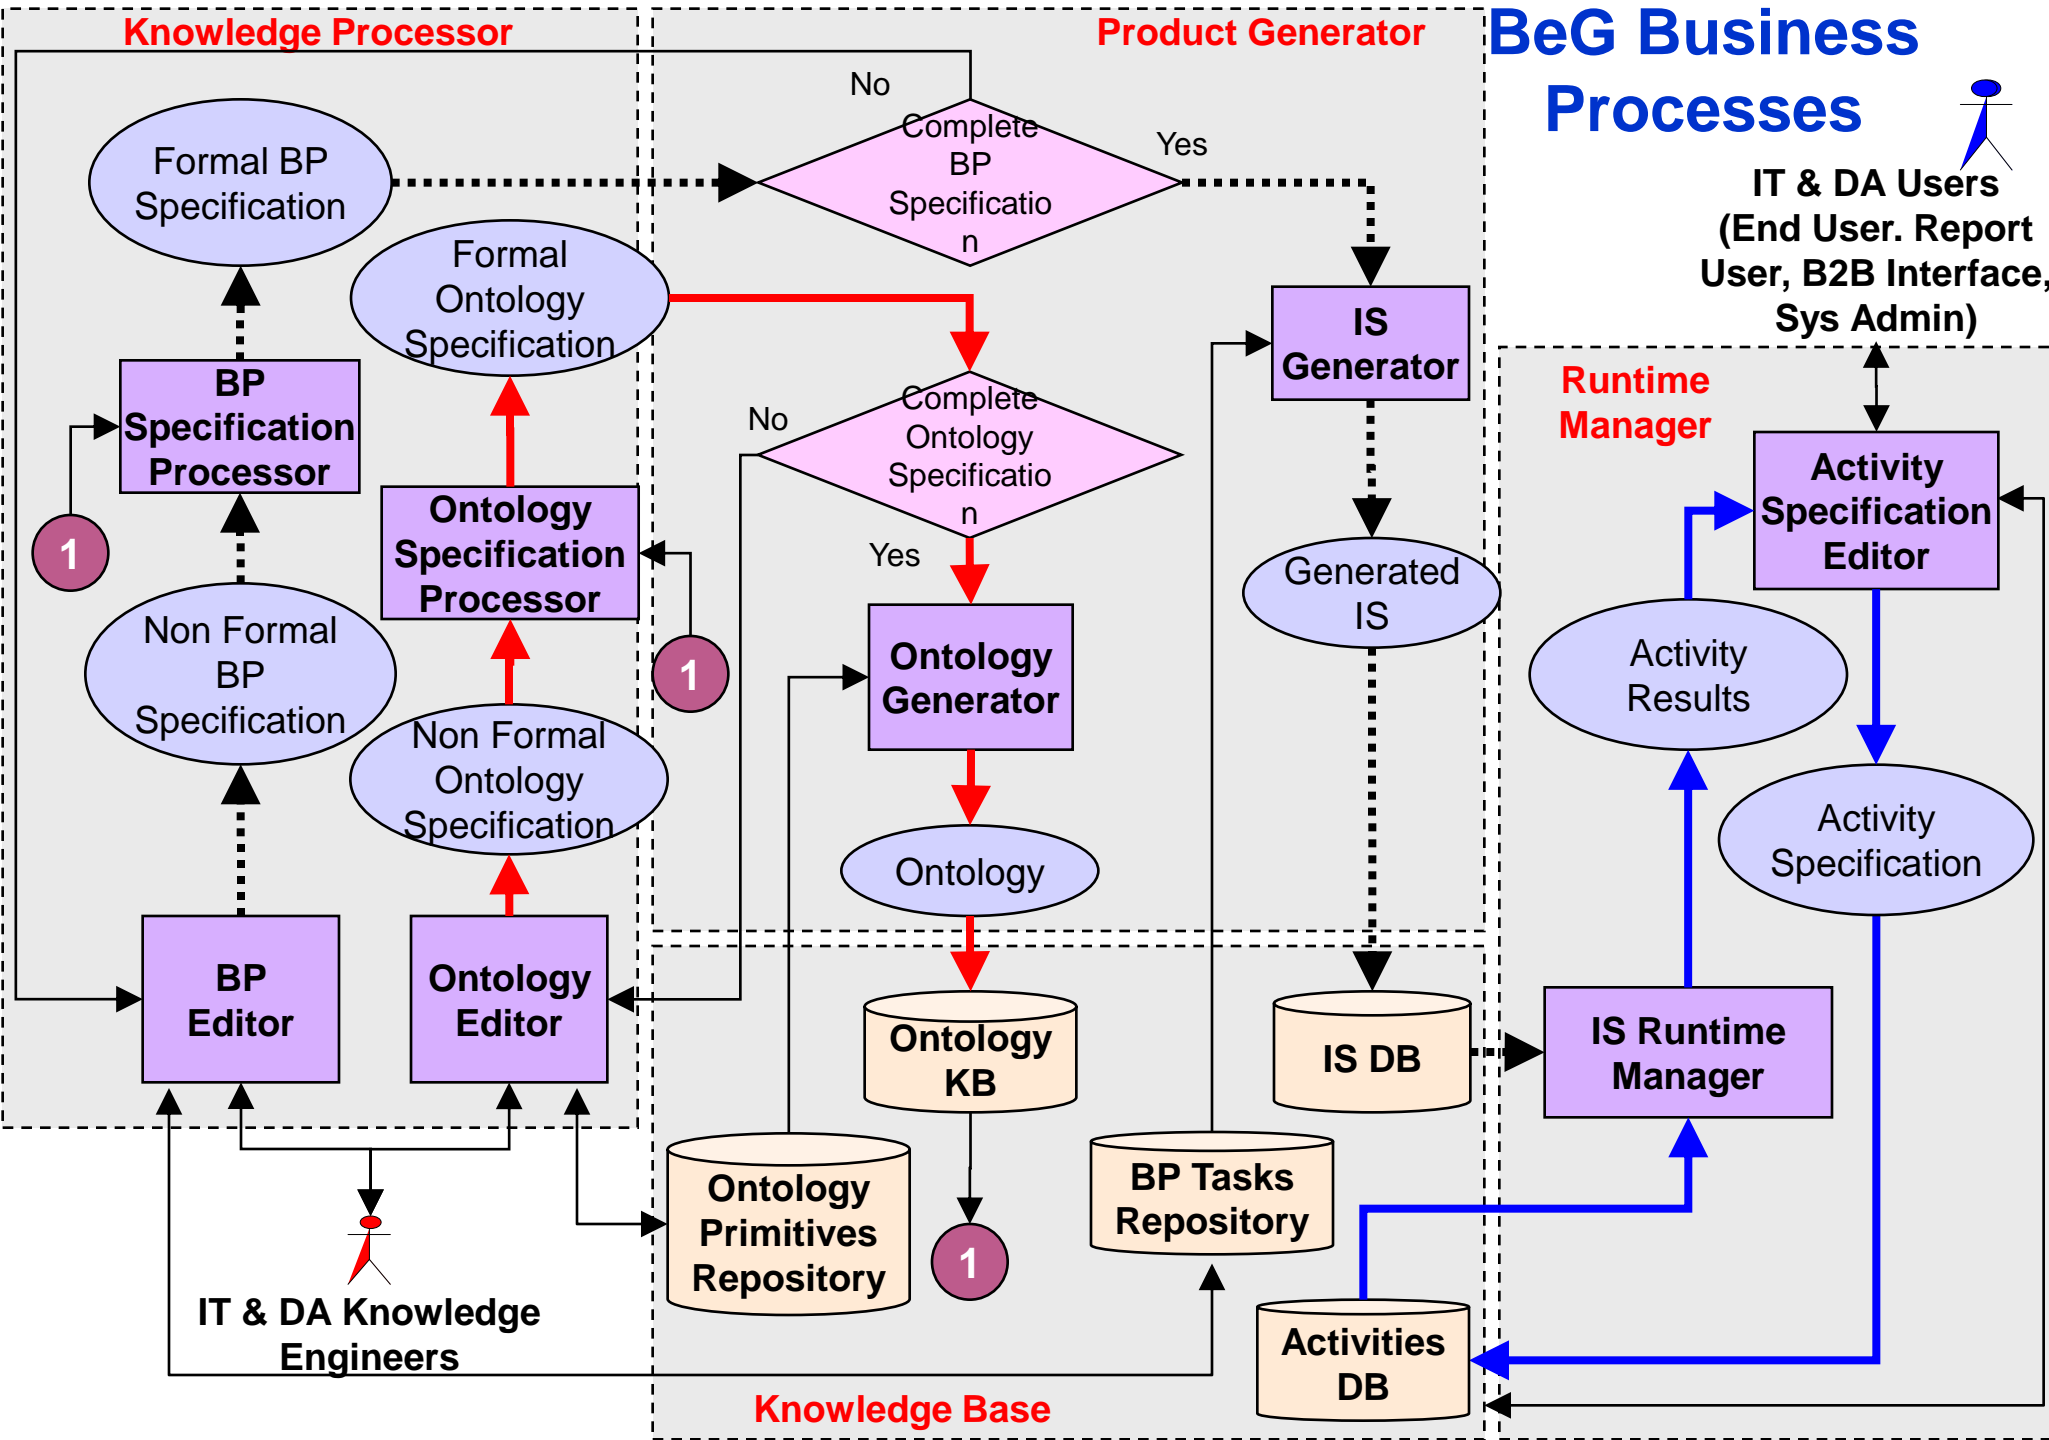 Knowledge Processor
Product Generator
BeG Business
Processes
No
Complete
BP
Specificatio
n
Yes
Formal BP
Specification
IT & DA Users
(End User. Report
User, B2B Interface,
Sys Admin)
Formal
Ontology
Specification
IS
Generator
BP
Specification
Processor
No
Complete
Ontology
Specificatio
n
Yes
Runtime
Manager
Activity
Specification
Editor
Ontology
Specification
Processor
1
Generated
IS
Non Formal
BP
Specification
1
Ontology
Generator
Activity
Results
Non Formal
Ontology
Specification
Ontology
Activity
Specification
BP
Editor
Ontology
Editor
Ontology
KB
IS DB
IS Runtime
Manager
Ontology
Primitives
Repository
1
BP Tasks
Repository
IT & DA Knowledge
Engineers
Activities
DB
Knowledge Base